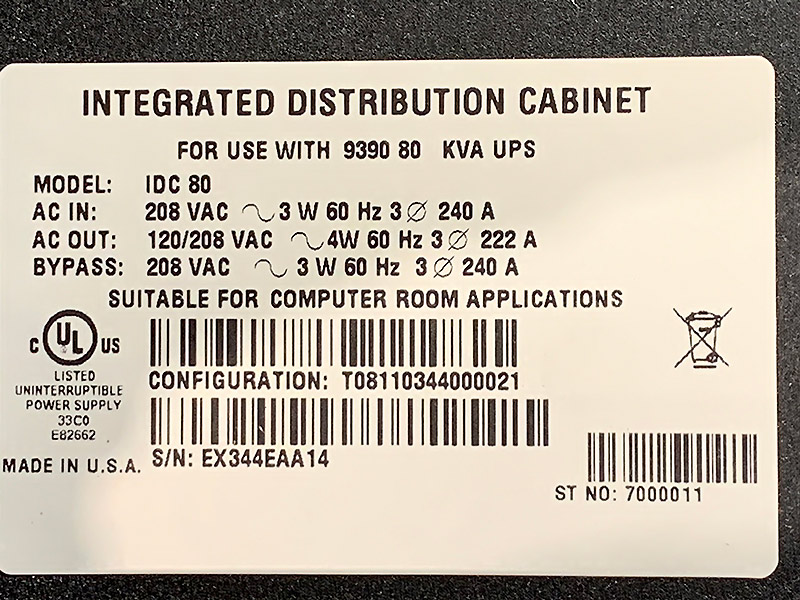 INTEGRATED DISTRIBUTION CABINET
FOR USE WITH 9390 80 KVA UPS
MODEL: IDC 80
AC IN: 208 VAC ∿ 3 W 60 Hz 3 ∅ 240 A
AC OUT: 120/208 VAC ∿ 4W 60 Hz 3 ∅ 222 A
BYPASS: 208 VAC ∿ 3 W 60 Hz 3 ∅ 240 A
SUITABLE FOR COMPUTER ROOM APPLICATIONS
C UL US
LISTED
UNINTERRUPTIBLE
POWER SUPPLY
33C0
E82662
MADE IN U.S.A.
CONFIGURATION: T08110344000021
S/N: EX344EAA14
ST NO: 7000011